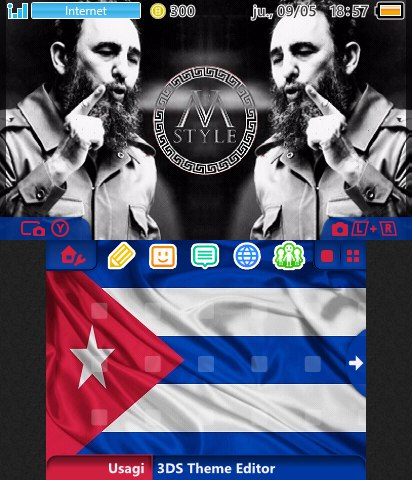 Internet
300
ju., 09/05
18:57
M
STYLE
Y
L+R
Usagi 3DS Theme Editor